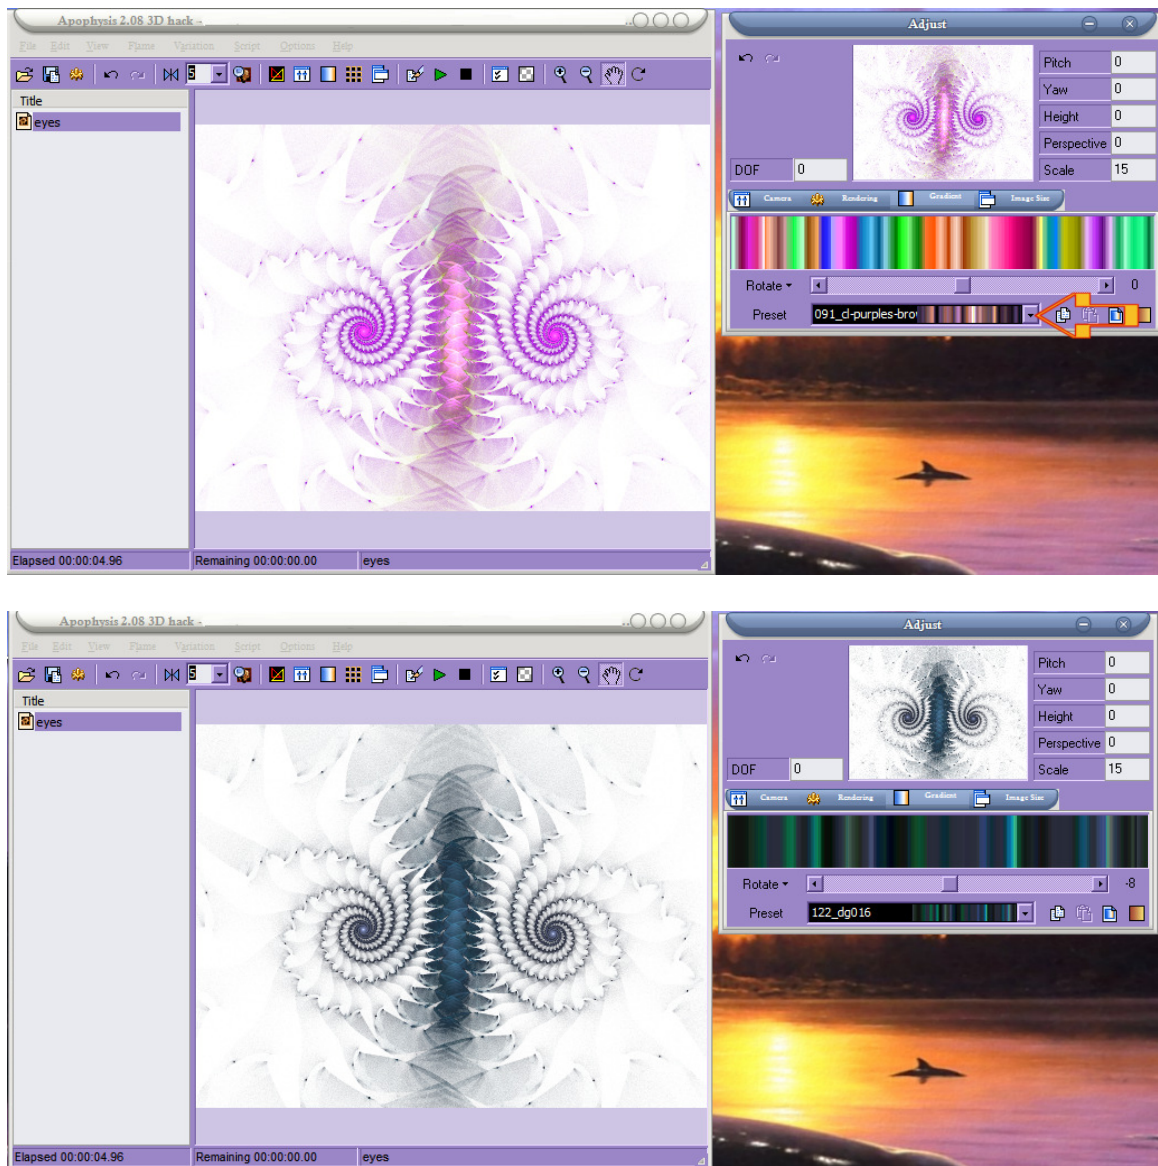 Apophysis 2.08 3D hack - ..
File Edit View Flame Variation Script Options Help
5
Title
eyes
Elapsed 00:00:04.96 Remaining 00:00:00.00 eyes
Adjust
Pitch 0
Yaw 0
Height 0
Perspective 0
DOF 0 Scale 15
Camera Rendering Gradient Image Size
Rotate 0
Preset 091_cl-purples-bro
Apophysis 2.08 3D hack - ..
File Edit View Flame Variation Script Options Help
5
Title
eyes
Elapsed 00:00:04.96 Remaining 00:00:00.00 eyes
Adjust
Pitch 0
Yaw 0
Height 0
Perspective 0
DOF 0 Scale 15
Camera Rendering Gradient Image Size
Rotate -8
Preset 122_dg016